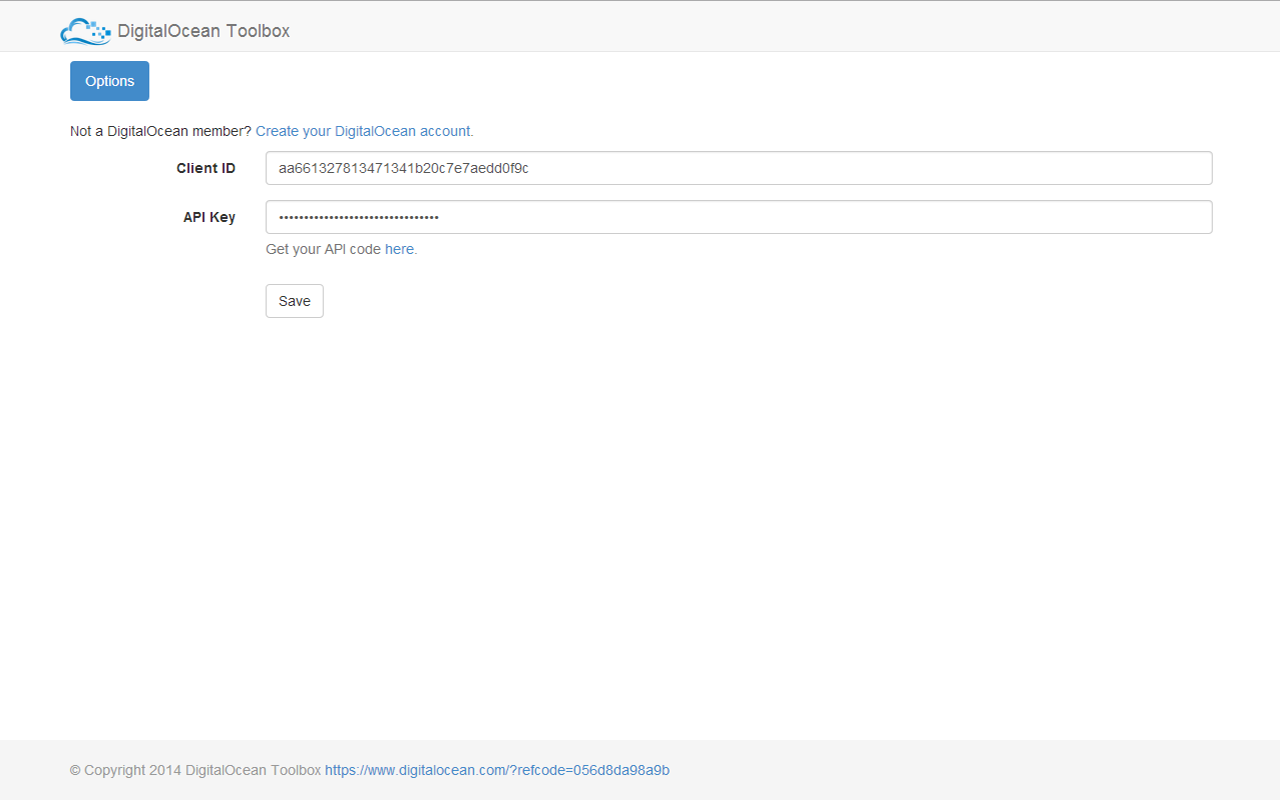 DigitalOcean Toolbox
Options
Not a DigitalOcean member? Create your DigitalOcean account.
Client ID aa661327813471341b20c7e7aedd0f9c
API Key ••••••••••••••••••••••••••••••••
Get your API code here.
Save
© Copyright 2014 DigitalOcean Toolbox https://www.digitalocean.com/?refcode=056d8da98a9b